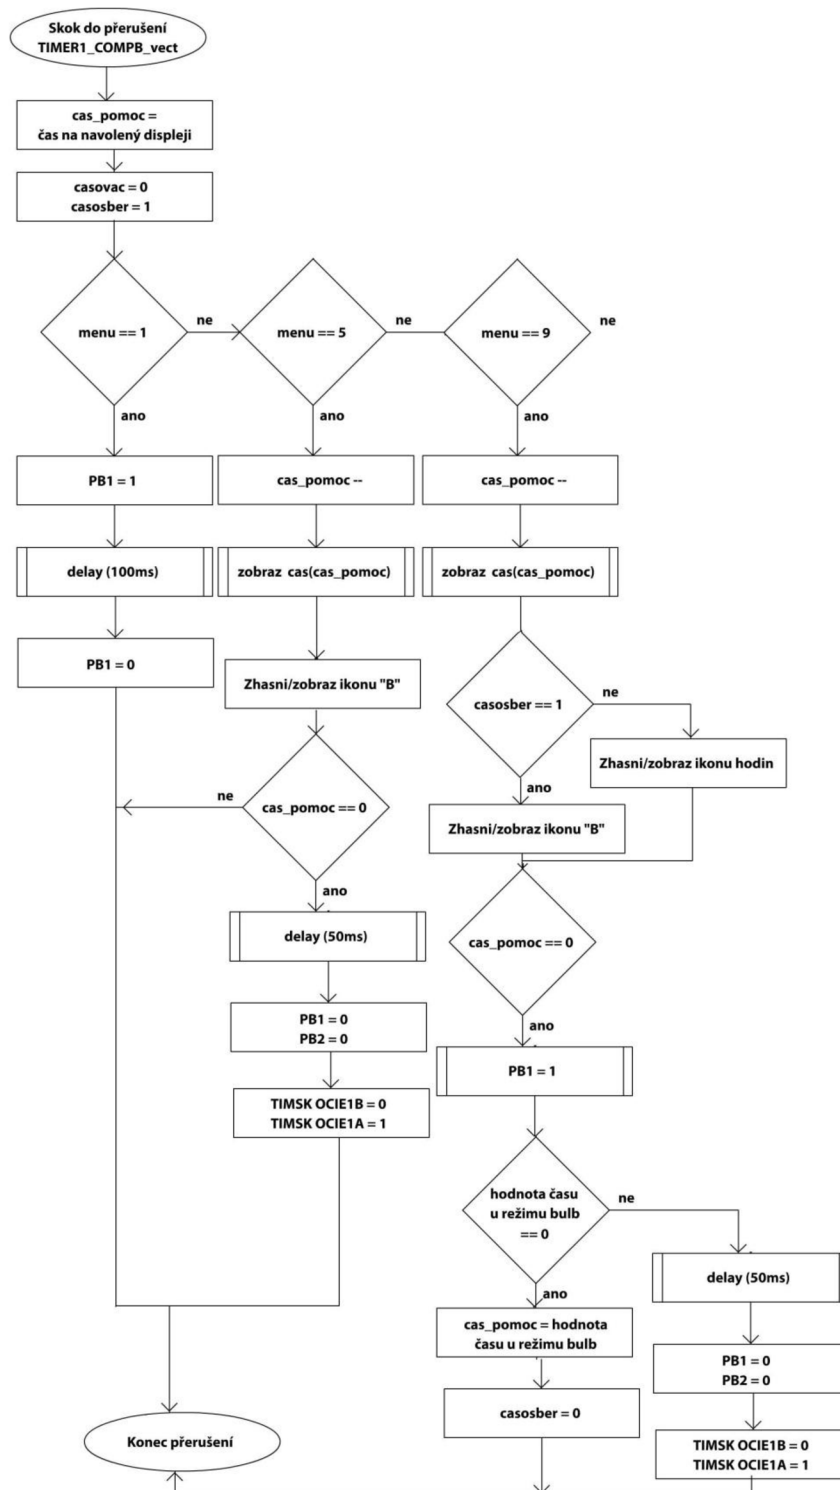 Skok do přerušení
TIMER1_COMPB_vect
cas_pomoc =
čas na navolený displeji
casovac = 0
casosber = 1
menu == 1
ne
menu == 5
ne
menu == 9
ne
ano
ano
ano
PB1 = 1
cas_pomoc --
cas_pomoc --
delay (100ms)
zobraz cas(cas_pomoc)
zobraz cas(cas_pomoc)
PB1 = 0
Zhasni/zobraz ikonu "B"
casosber == 1
ne
Zhasni/zobraz ikonu hodin
ano
ne
cas_pomoc == 0
Zhasni/zobraz ikonu "B"
ano
delay (50ms)
cas_pomoc == 0
ano
PB1 = 0
PB2 = 0
PB1 = 1
TIMSK OCIE1B = 0
TIMSK OCIE1A = 1
hodnota času
u režimu bulb
== 0
ne
delay (50ms)
ano
cas_pomoc = hodnota
času u režimu bulb
PB1 = 0
PB2 = 0
casosber = 0
Konec přerušení
TIMSK OCIE1B = 0
TIMSK OCIE1A = 1